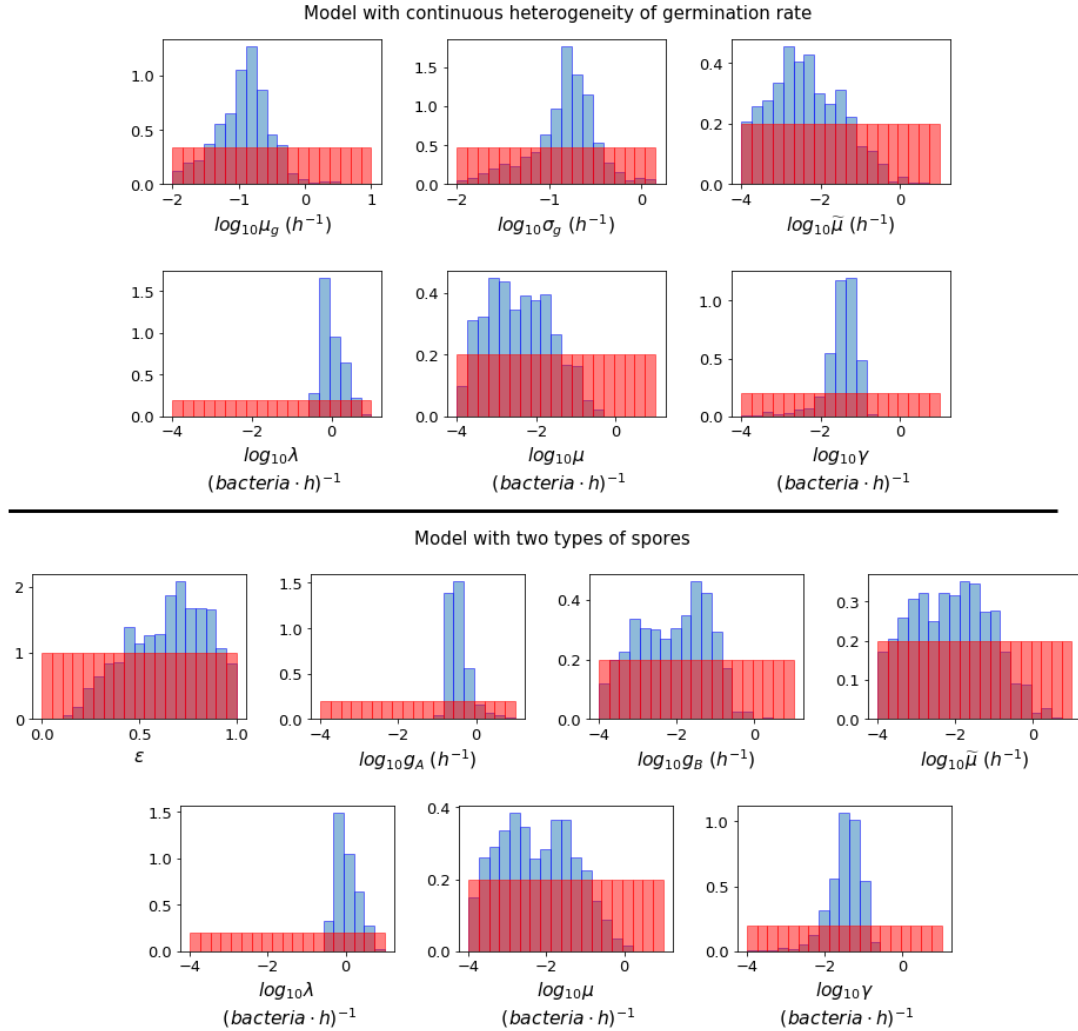 Model with continuous heterogeneity of germination rate
1.0
0.5
0.0
−2 −1 0 1
log₁₀μ_g (h⁻¹)
1.5
1.0
0.5
0.0
−2 −1 0
log₁₀σ_g (h⁻¹)
0.4
0.2
0.0
−4 −2 0
log₁₀μ̃ (h⁻¹)
1.5
1.0
0.5
0.0
−4 −2 0
log₁₀λ
(bacteria · h)⁻¹
0.4
0.2
0.0
−4 −2 0
log₁₀μ
(bacteria · h)⁻¹
1.0
0.5
0.0
−4 −2 0
log₁₀γ
(bacteria · h)⁻¹
Model with two types of spores
2
1
0
0.0 0.5 1.0
ε
1.5
1.0
0.5
0.0
−4 −2 0
log₁₀g_A (h⁻¹)
0.4
0.2
0.0
−4 −2 0
log₁₀g_B (h⁻¹)
0.3
0.2
0.1
0.0
−4 −2 0
log₁₀μ̃ (h⁻¹)
1.5
1.0
0.5
0.0
−4 −2 0
log₁₀λ
(bacteria · h)⁻¹
0.4
0.2
0.0
−4 −2 0
log₁₀μ
(bacteria · h)⁻¹
1.0
0.5
0.0
−4 −2 0
log₁₀γ
(bacteria · h)⁻¹